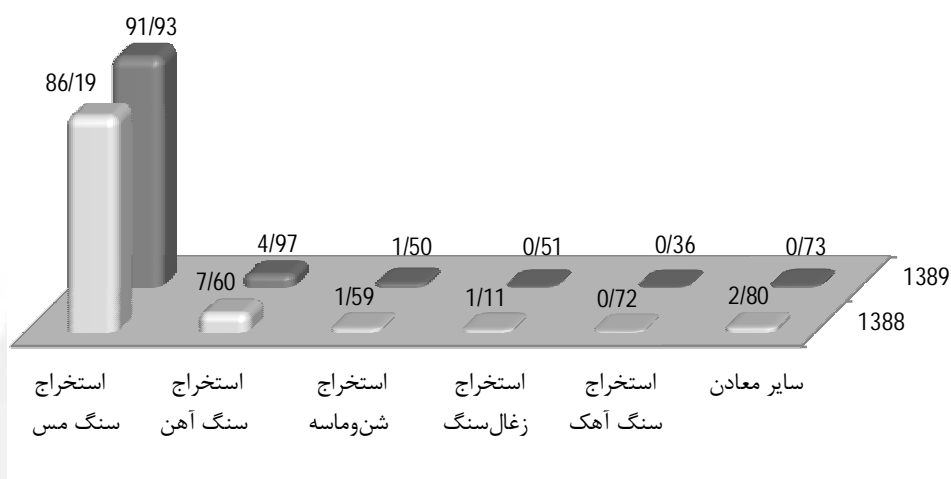 91/93
86/19
4/97
1/50
0/51
0/36
0/73
7/60
1/59
1/11
0/72
2/80
1389
1388
استخراج
سنگ مس
استخراج
سنگ آهن
استخراج
شن‌وماسه
استخراج
زغال‌سنگ
استخراج
سنگ آهک
سایر معادن